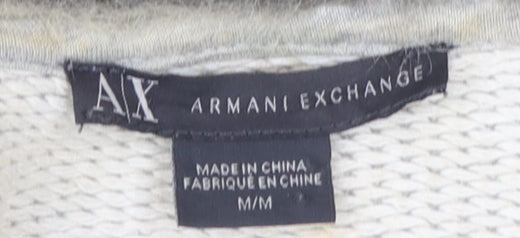 A|X ARMANI EXCHANGE
MADE IN CHINA
FABRIQUÉ EN CHINE
M/M